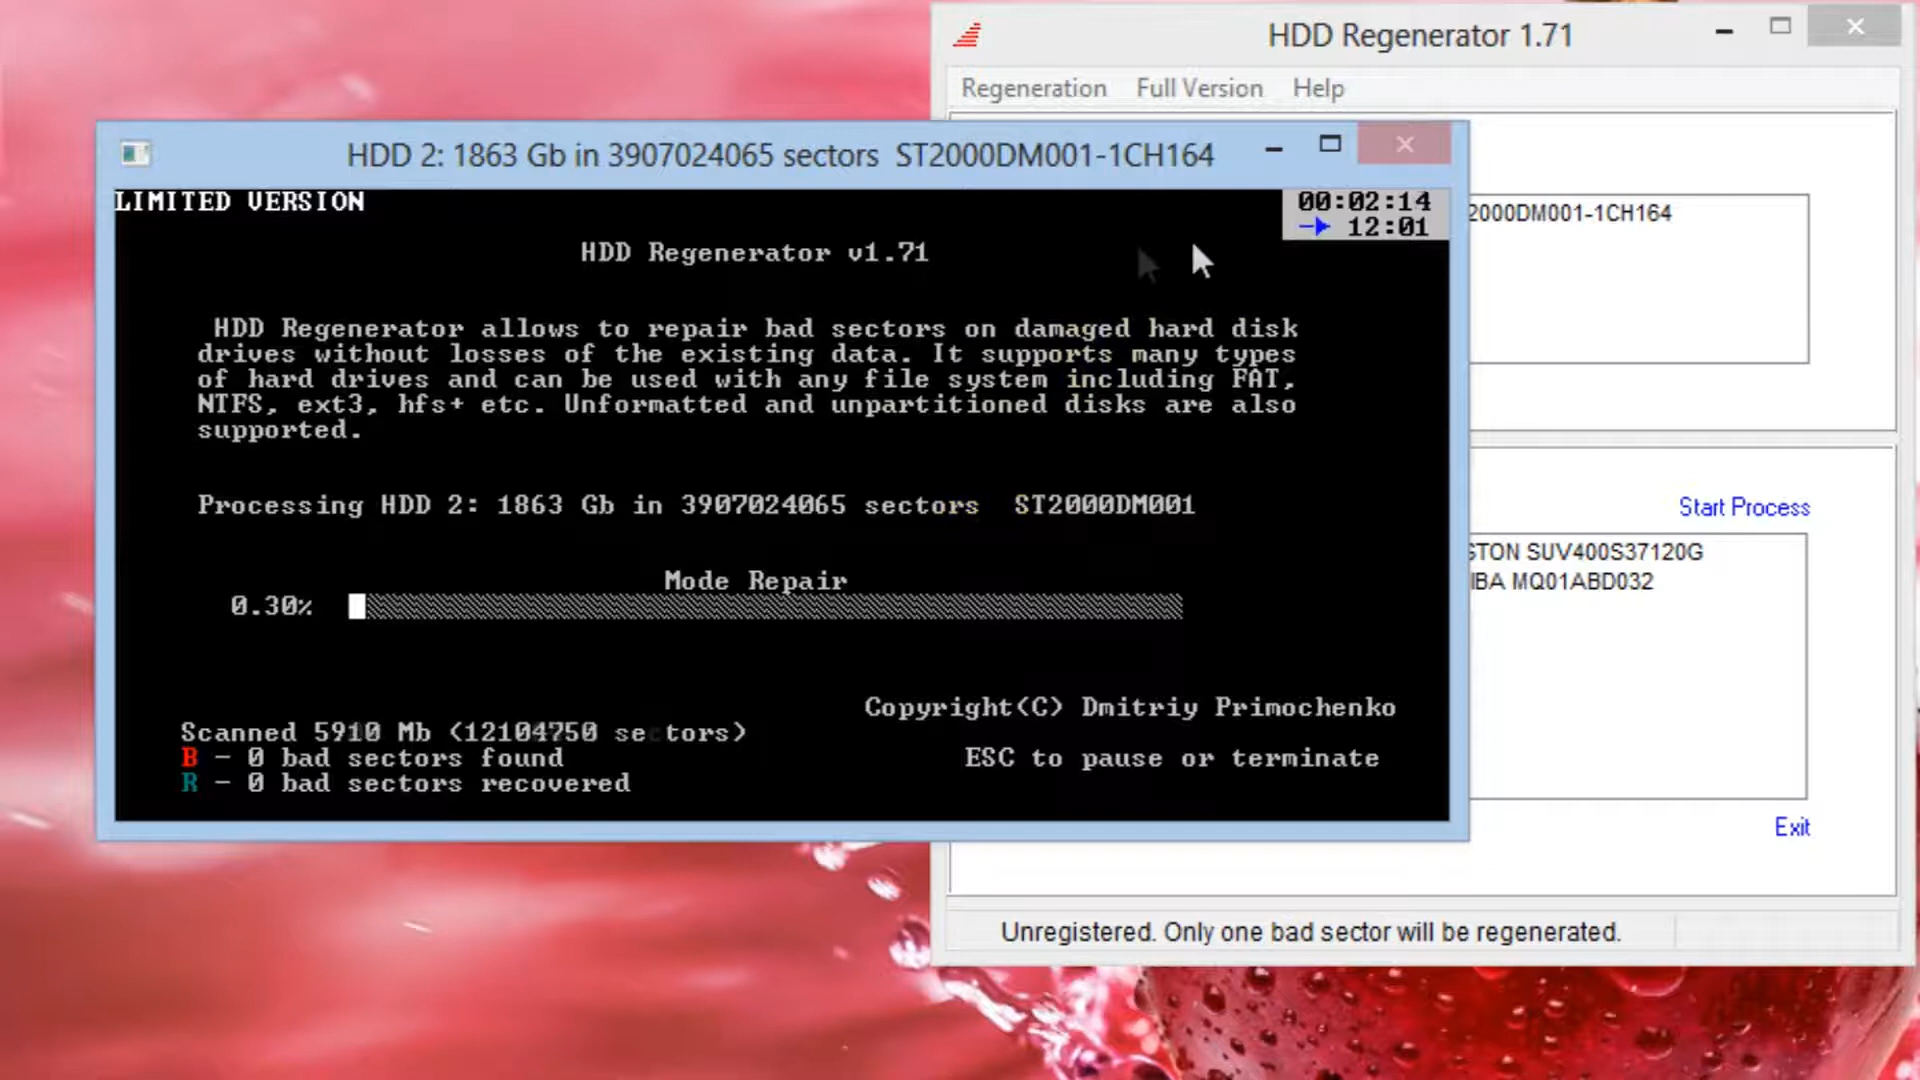 HDD Regenerator 1.71
Regeneration Full Version Help
HDD 2: 1863 Gb in 3907024065 sectors ST2000DM001-1CH164
LIMITED VERSION
00:02:14
12:01
HDD Regenerator v1.71
HDD Regenerator allows to repair bad sectors on damaged hard disk
drives without losses of the existing data. It supports many types
of hard drives and can be used with any file system including FAT,
NTFS, ext3, hfs+ etc. Unformatted and unpartitioned disks are also
supported.
Processing HDD 2: 1863 Gb in 3907024065 sectors ST2000DM001
Mode Repair
0.30%
Copyright(C) Dmitriy Primochenko
Scanned 5910 Mb (12104750 sectors)
B - 0 bad sectors found
ESC to pause or terminate
R - 0 bad sectors recovered
2000DM001-1CH164
Start Process
STON SUV400S37120G
IBA MQ01ABD032
Exit
Unregistered. Only one bad sector will be regenerated.